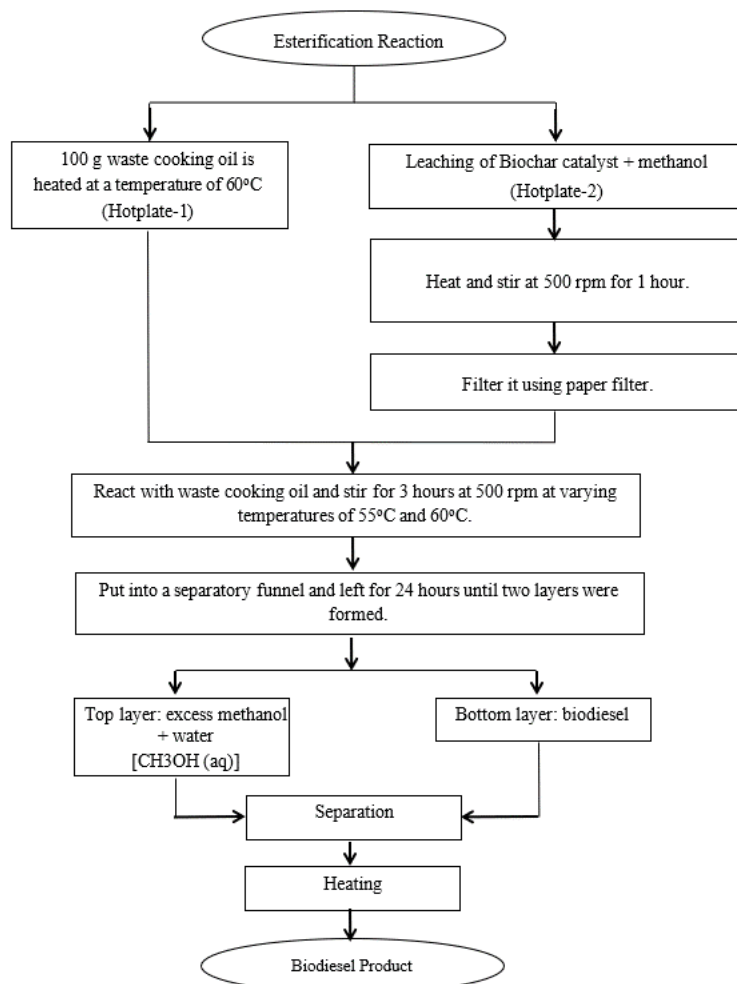 Esterification Reaction
100 g waste cooking oil is
heated at a temperature of 60°C
(Hotplate-1)
Leaching of Biochar catalyst + methanol
(Hotplate-2)
Heat and stir at 500 rpm for 1 hour.
Filter it using paper filter.
React with waste cooking oil and stir for 3 hours at 500 rpm at varying
temperatures of 55°C and 60°C.
Put into a separatory funnel and left for 24 hours until two layers were
formed.
Top layer: excess methanol
+ water
[CH3OH (aq)]
Bottom layer: biodiesel
Separation
Heating
Biodiesel Product